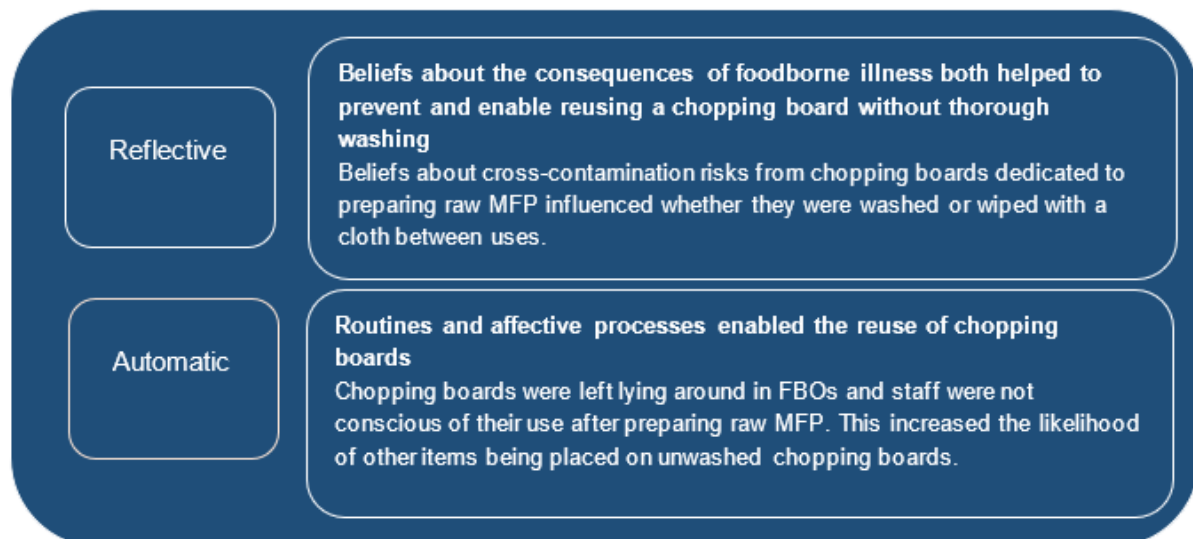 Reflective
Beliefs about the consequences of foodborne illness both helped to
prevent and enable reusing a chopping board without thorough
washing
Beliefs about cross-contamination risks from chopping boards dedicated to
preparing raw MFP influenced whether they were washed or wiped with a
cloth between uses.
Automatic
Routines and affective processes enabled the reuse of chopping
boards
Chopping boards were left lying around in FBOs and staff were not
conscious of their use after preparing raw MFP. This increased the likelihood
of other items being placed on unwashed chopping boards.